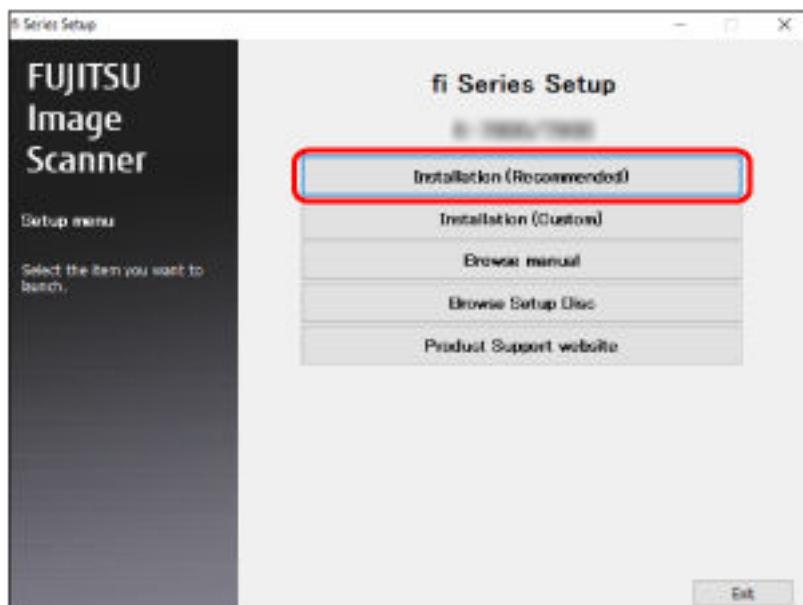 fi Series Setup
FUJITSU
Image
Scanner
Setup menu
Select the item you want to
launch.
fi Series Setup
Installation (Recommended)
Installation (Custom)
Browse manual
Browse Setup Disc
Product Support website
Exit